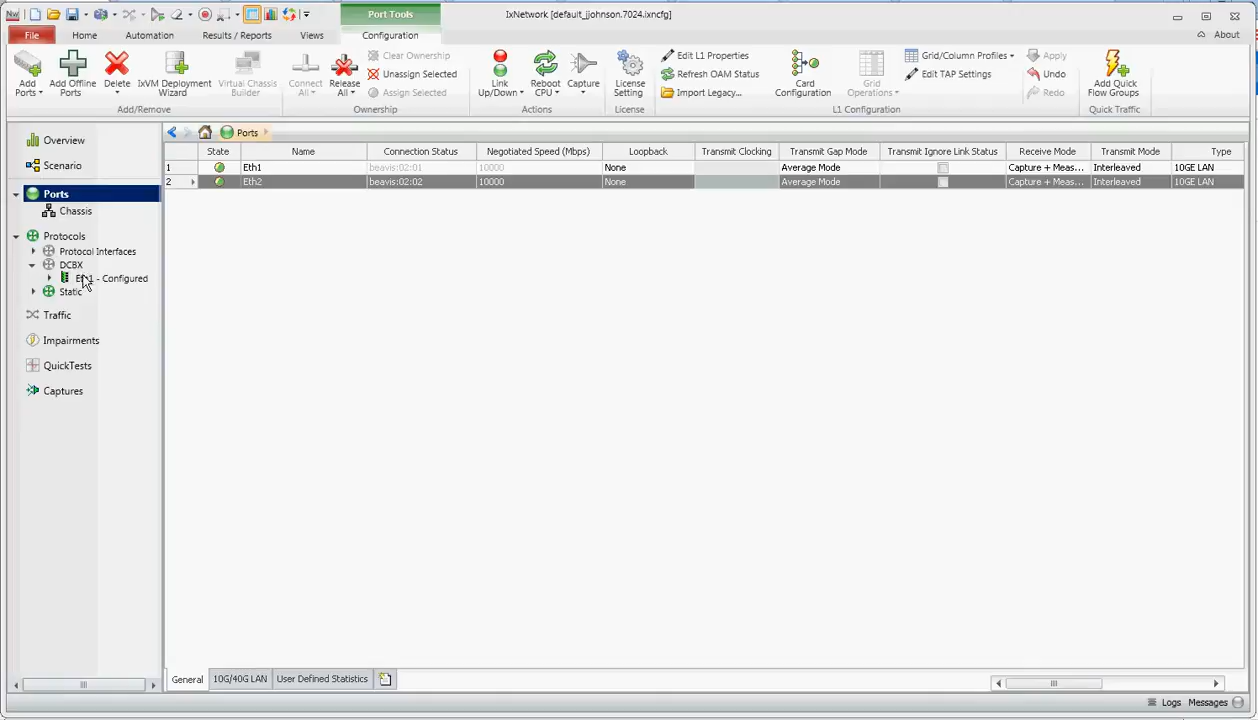 Port Tools
IxNetwork [default_jjohnson.7024.ixncfg]
File
Home
Automation
Results / Reports
Views
Configuration
About
Add Ports
Add Offline Ports
Delete
IxVM Deployment Wizard
Virtual Chassis Builder
Add/Remove
Connect All
Release All
Clear Ownership
Unassign Selected
Assign Selected
Ownership
Link Up/Down
Reboot CPU
Capture
Actions
License Setting
License
Edit L1 Properties
Refresh OAM Status
Import Legacy...
Card Configuration
Grid Operations
Grid/Column Profiles
Edit TAP Settings
L1 Configuration
Apply
Undo
Redo
Add Quick Flow Groups
Quick Traffic
Overview
Scenario
Ports
Chassis
Protocols
Protocol Interfaces
DCBX
- Configured
Static
Traffic
Impairments
QuickTests
Captures
Ports
State Name Connection Status Negotiated Speed (Mbps) Loopback Transmit Clocking Transmit Gap Mode Transmit Ignore Link Status Receive Mode Transmit Mode Type
1 Eth1 beavis:02:01 10000 None Average Mode Capture + Meas... Interleaved 10GE LAN
2 Eth2 beavis:02:02 10000 None Average Mode Capture + Meas... Interleaved 10GE LAN
General
10G/40G LAN
User Defined Statistics
Logs
Messages